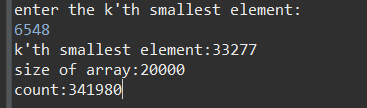 enter the k'th smallest element:
6548
k'th smallest element:33277
size of array:20000
count:341980